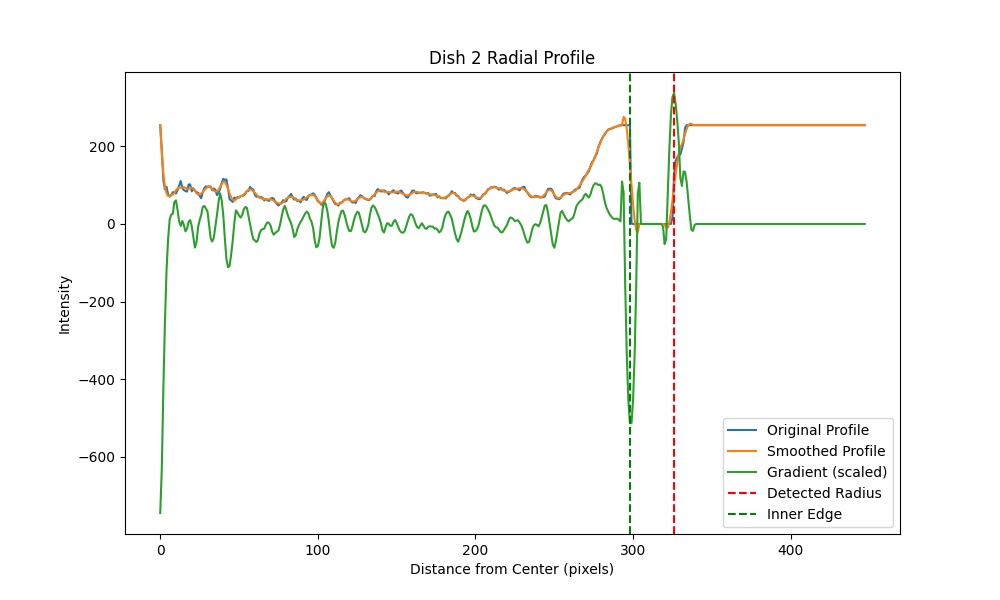 Dish 2 Radial Profile
Intensity
200
0
−200
−400
−600
0 100 200 300 400
Distance from Center (pixels)
Original Profile
Smoothed Profile
Gradient (scaled)
Detected Radius
Inner Edge